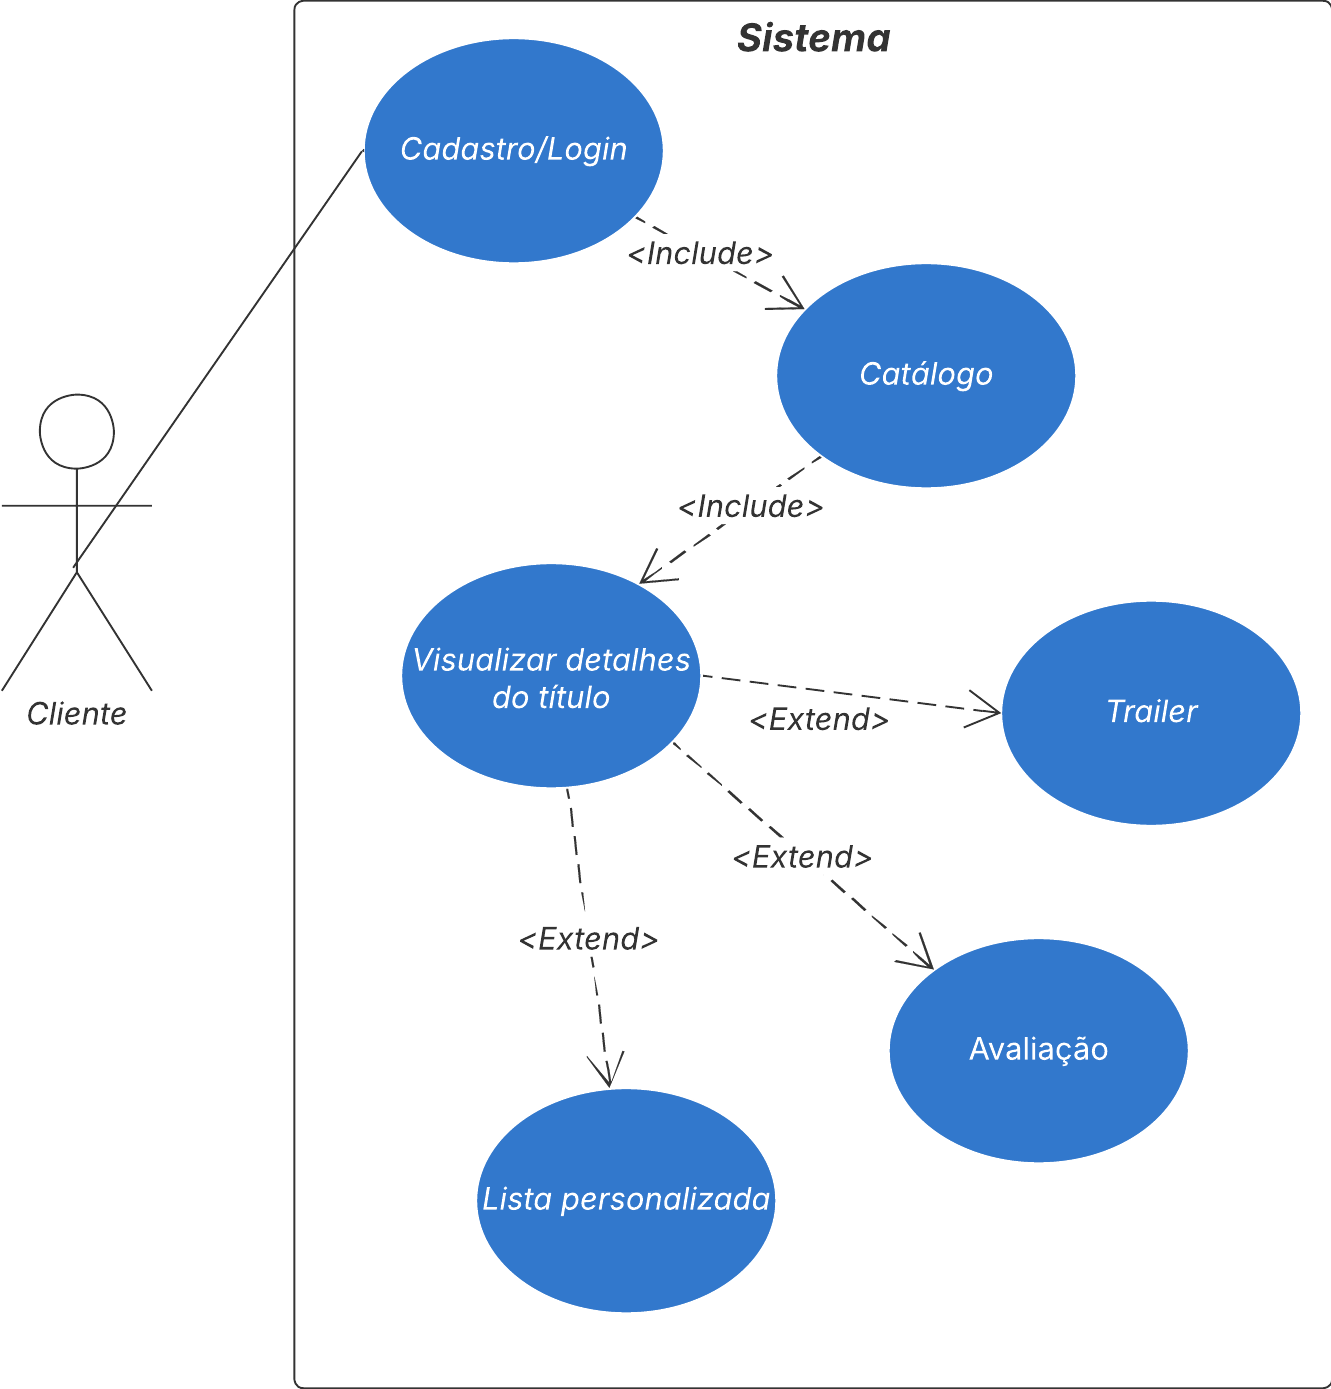 Sistema
Cadastro/Login
<Include>
Catálogo
<Include>
Visualizar detalhes
do título
<Extend>
Trailer
Cliente
<Extend>
<Extend>
Avaliação
Lista personalizada